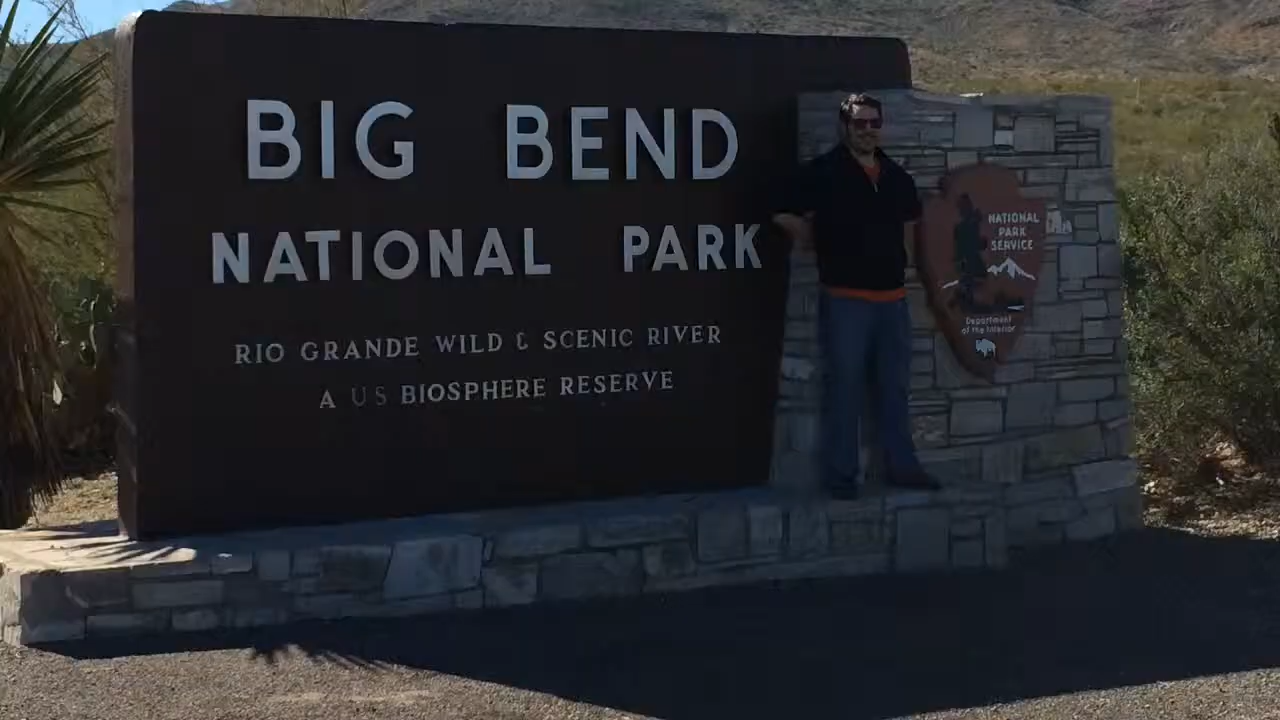 BIG BEND
NATIONAL PARK
RIO GRANDE WILD & SCENIC RIVER
A US BIOSPHERE RESERVE
NATIONAL
PARK
SERVICE
Department
of the Interior